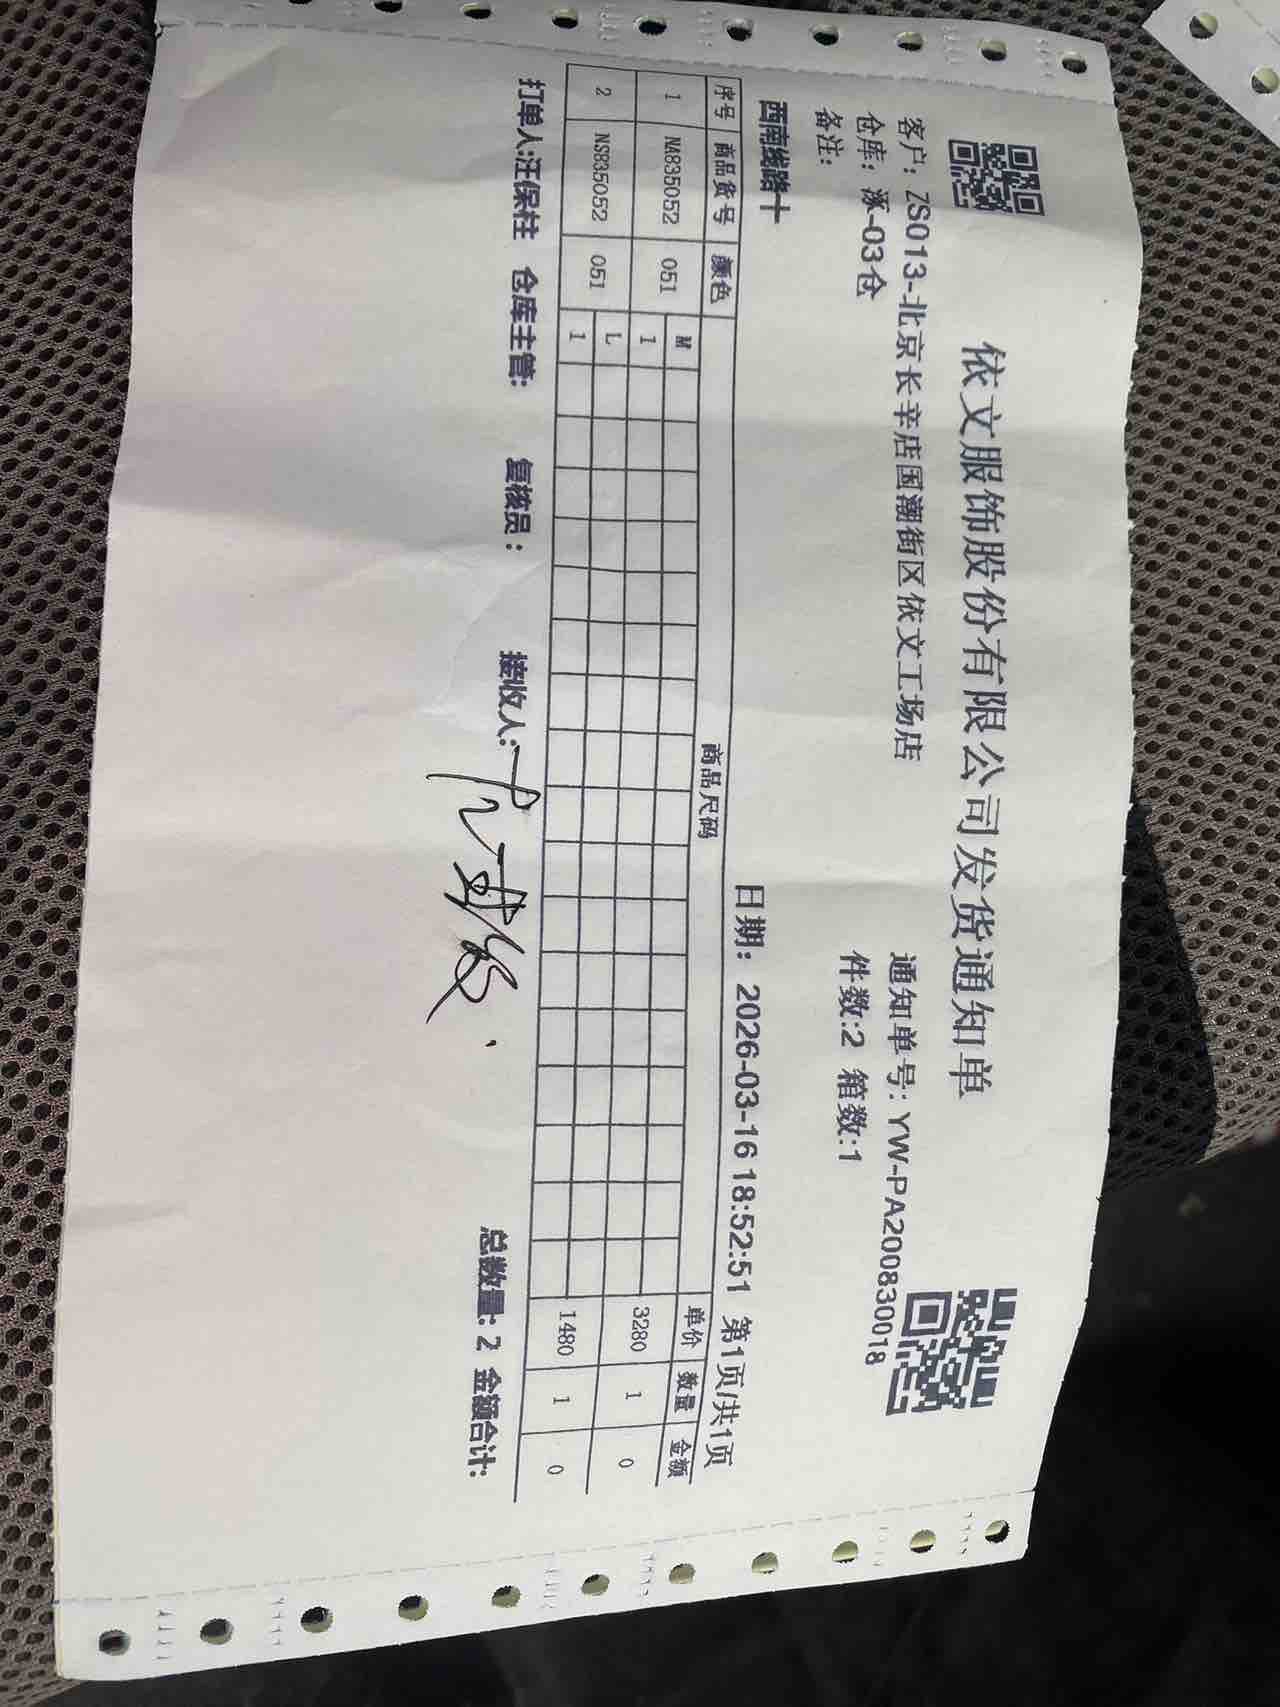 依文服饰股份有限公司发货通知单
客户：ZS013-北京长辛店国潮街区依文工场店 通知单号：YW-PA200830018
仓库：涿-03仓 件数:2 箱数:1
备注：
西南线路十 日期：2026-03-16 18:52:51 第1页/共1页
序号 商品货号 颜色 商品尺码 单价 数量 金额
M
1 NA835052 051 1 3280 1 0
L
2 NS835052 051 1 1480 1 0
打单人:汪保柱 仓库主管: 复核员： 接收人: 总数量: 2 金额合计: